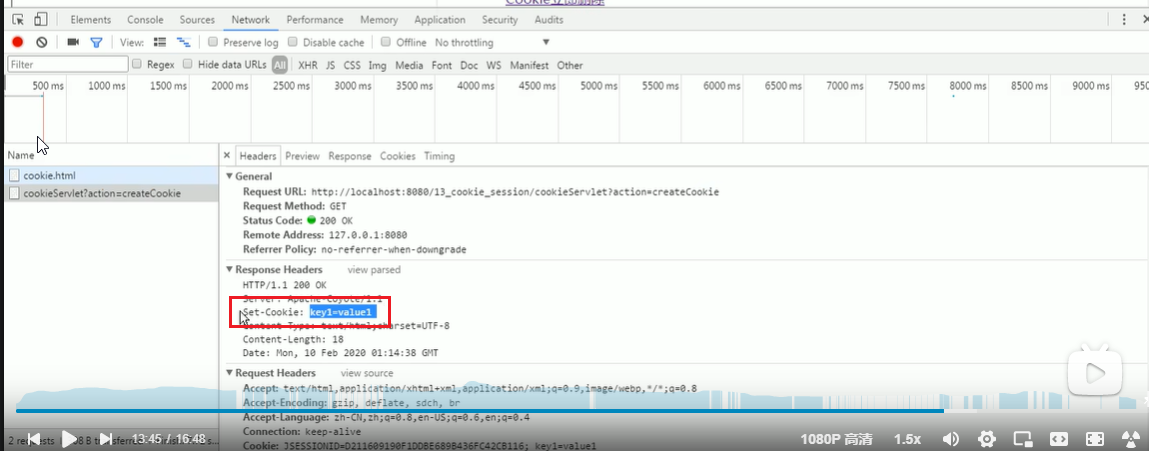 Cookie立即删除
Elements Console Sources Network Performance Memory Application Security Audits
View: Preserve log Disable cache Offline No throttling
Filter Regex Hide data URLs All XHR JS CSS Img Media Font Doc WS Manifest Other
500 ms 1000 ms 1500 ms 2000 ms 2500 ms 3000 ms 3500 ms 4000 ms 4500 ms 5000 ms 5500 ms 6000 ms 6500 ms 7000 ms 7500 ms 8000 ms 8500 ms 9000 ms 950
Name
cookie.html
cookieServlet?action=createCookie
× Headers Preview Response Cookies Timing
General
Request URL: http://localhost:8080/13_cookie_session/cookieServlet?action=createCookie
Request Method: GET
Status Code: 200 OK
Remote Address: 127.0.0.1:8080
Referrer Policy: no-referrer-when-downgrade
Response Headers view parsed
HTTP/1.1 200 OK
Server: Apache-Coyote/1.1
Set-Cookie: key1=value1
Content-Type: text/html;charset=UTF-8
Content-Length: 18
Date: Mon, 10 Feb 2020 01:14:38 GMT
Request Headers view source
Accept: text/html,application/xhtml+xml,application/xml;q=0.9,image/webp,*/*;q=0.8
Accept-Encoding: gzip, deflate, sdch, br
Accept-Language: zh-CN,zh;q=0.8,en-US;q=0.6,en;q=0.4
Connection: keep-alive
Cookie: JSESSIONID=D211609190F1DDBE689B436FC42CB116; key1=value1
2 requests
13:45 / 16:48
1080P 高清 1.5x